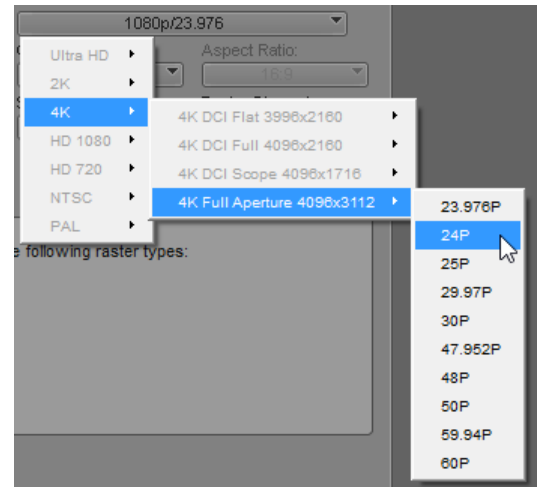 1080p/23.976
Aspect Ratio:
16:9
Ultra HD
2K
4K
HD 1080
HD 720
NTSC
PAL
4K DCI Flat 3996x2160
4K DCI Full 4096x2160
4K DCI Scope 4096x1716
4K Full Aperture 4096x3112
23.976P
24P
25P
29.97P
30P
47.952P
48P
50P
59.94P
60P
following raster types: